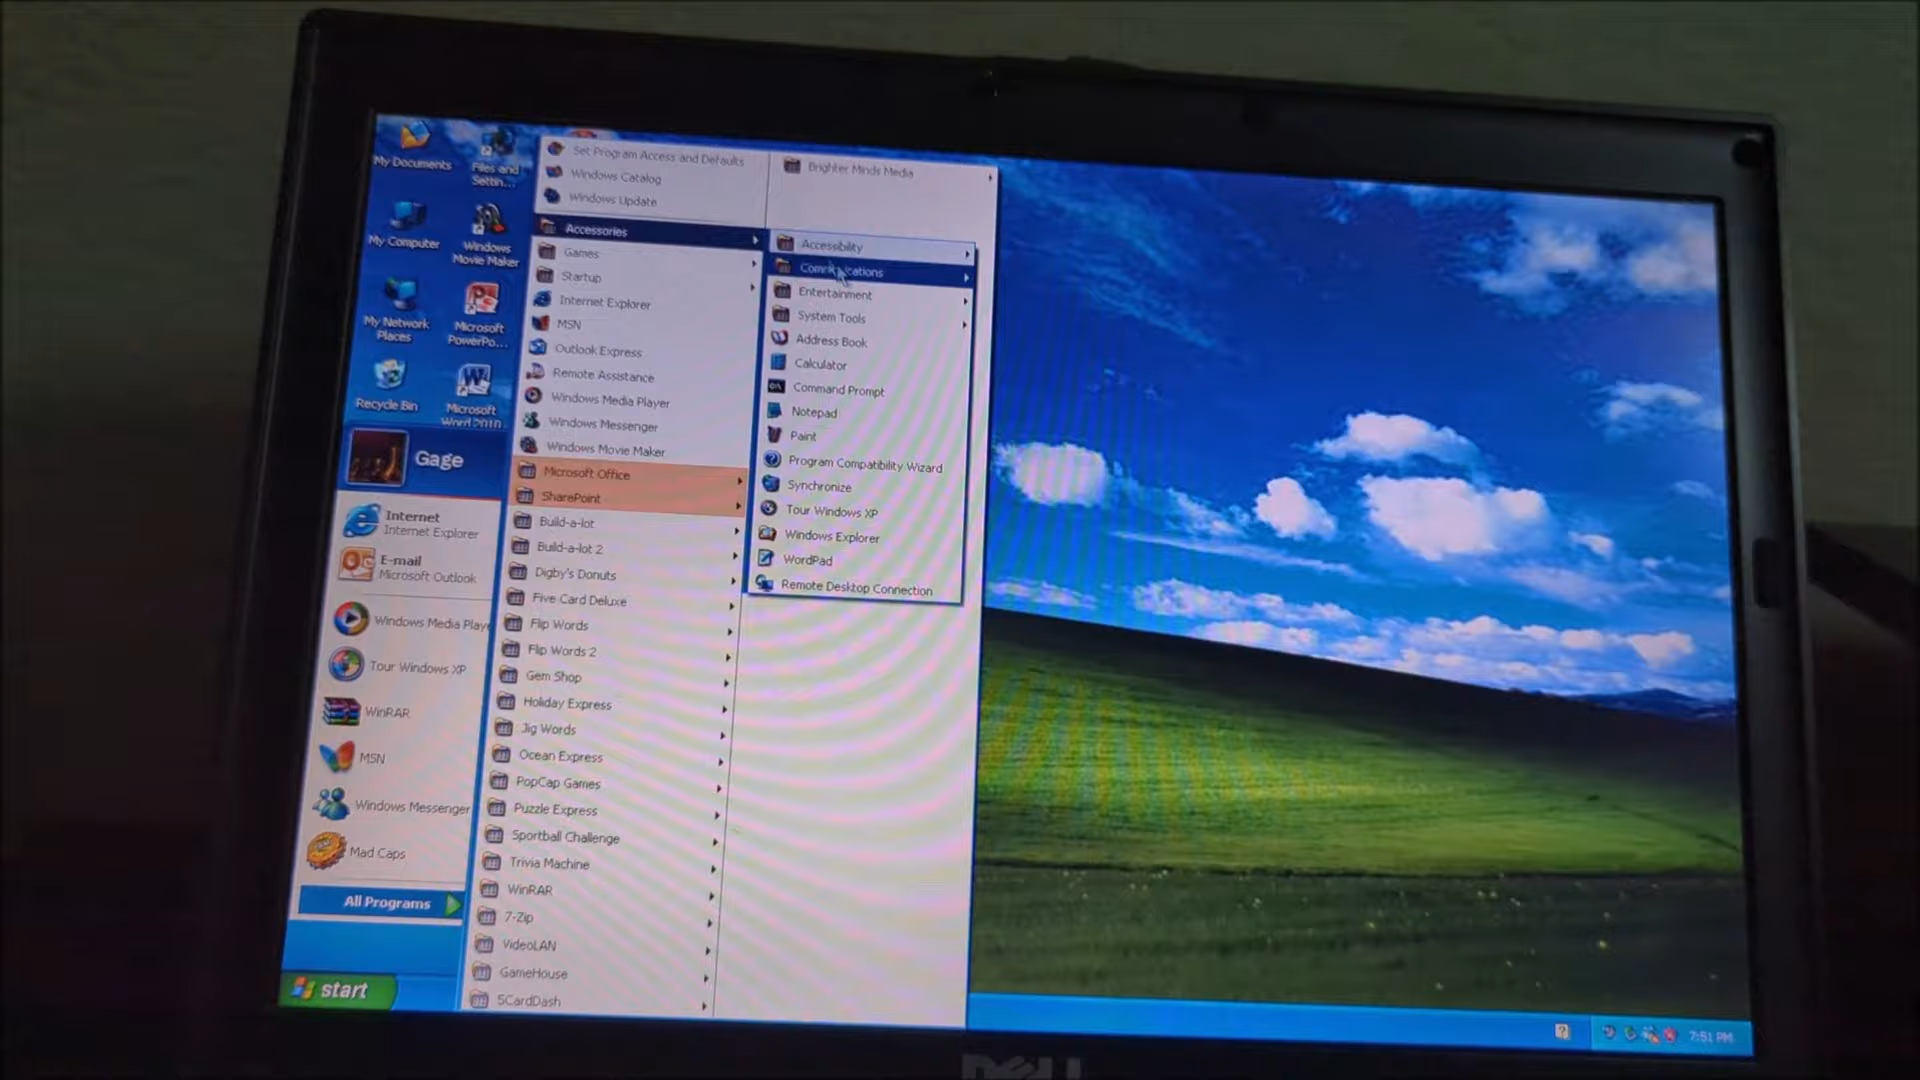 My Documents
Files and
Settin...
My Computer
Windows
Movie Maker
My Network
Places
Microsoft
PowerPo...
Recycle Bin
Microsoft
Word 2010
Gage
Internet
Internet Explorer
E-mail
Microsoft Outlook
Windows Media Playe
Tour Windows XP
WinRAR
MSN
Windows Messenger
Mad Caps
All Programs
start
Set Program Access and Defaults
Windows Catalog
Windows Update
Accessories
Games
Startup
Internet Explorer
MSN
Outlook Express
Remote Assistance
Windows Media Player
Windows Messenger
Windows Movie Maker
Microsoft Office
SharePoint
Build-a-lot
Build-a-lot 2
Digby's Donuts
Five Card Deluxe
Flip Words
Flip Words 2
Gem Shop
Holiday Express
Jig Words
Ocean Express
PopCap Games
Puzzle Express
Sportball Challenge
Trivia Machine
WinRAR
7-Zip
VideoLAN
GameHouse
5CardDash
Brighter Minds Media
Accessibility
Communications
Entertainment
System Tools
Address Book
Calculator
Command Prompt
Notepad
Paint
Program Compatibility Wizard
Synchronize
Tour Windows XP
Windows Explorer
WordPad
Remote Desktop Connection
7:51 PM
DELL